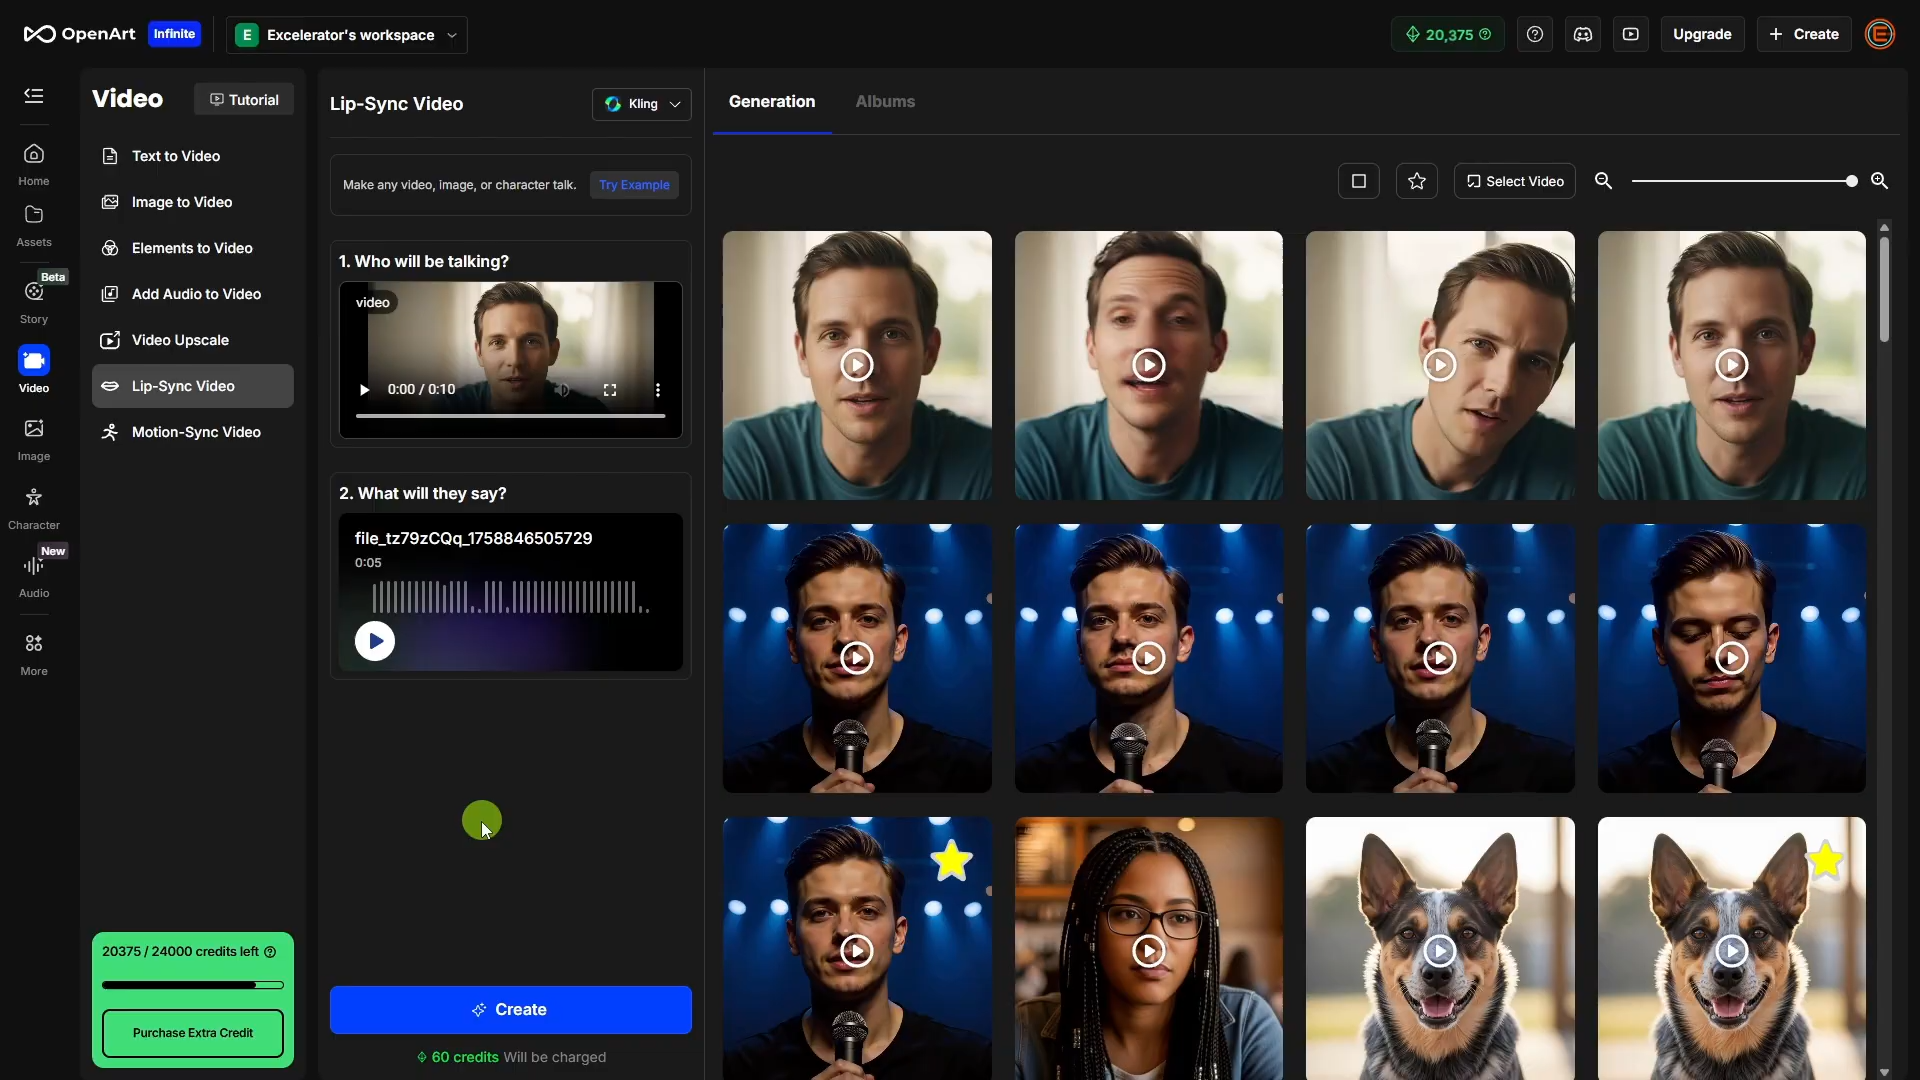 OpenArt
Infinite
E
Excelerator's workspace
20,375
Upgrade
Create
Video
Tutorial
Text to Video
Image to Video
Elements to Video
Add Audio to Video
Video Upscale
Lip-Sync Video
Motion-Sync Video
Home
Assets
Beta
Story
Video
Image
Character
New
Audio
More
20375 / 24000 credits left
Purchase Extra Credit
Lip-Sync Video
Kling
Make any video, image, or character talk.
Try Example
1. Who will be talking?
video
0:00 / 0:10
2. What will they say?
file_tz79zCQq_1758846505729
0:05
Create
60 credits Will be charged
Generation
Albums
Select Video